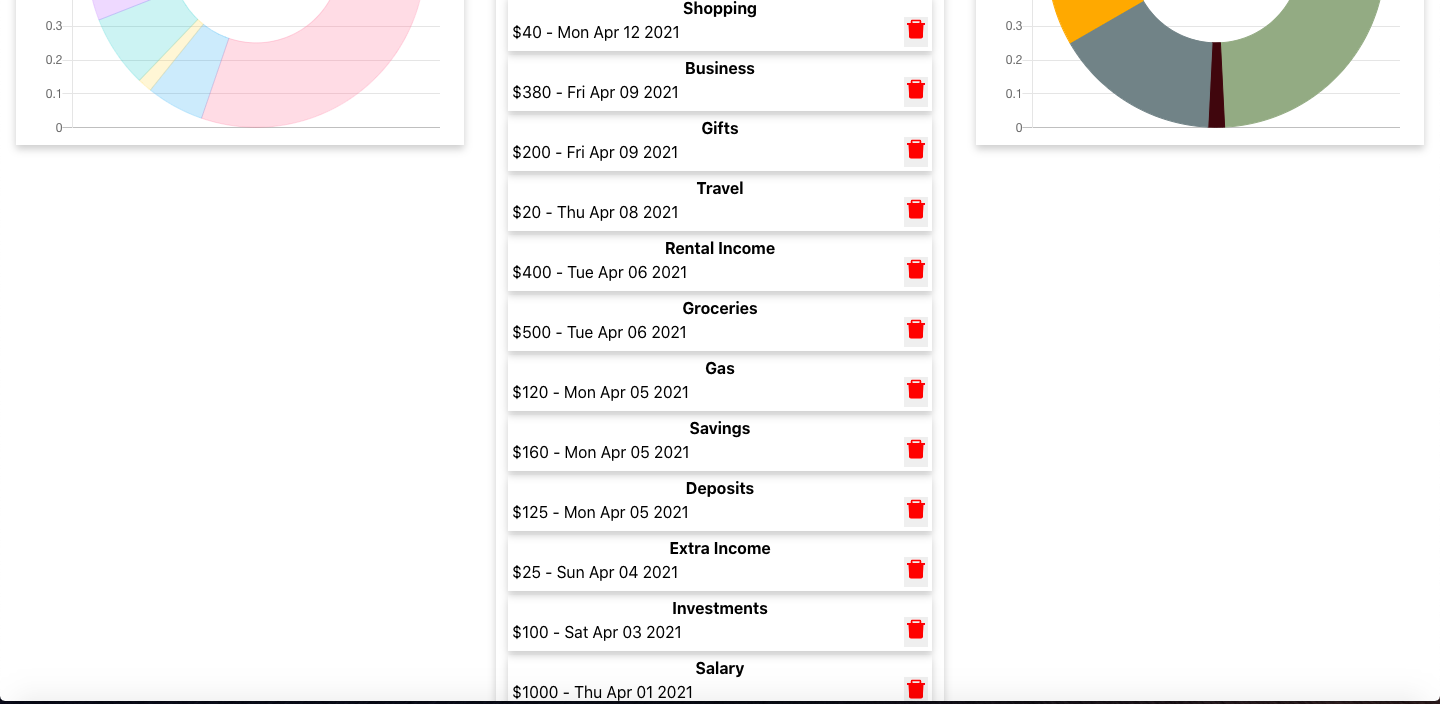 0.3
0.2
0.1
0
Shopping
$40 - Mon Apr 12 2021
Business
$380 - Fri Apr 09 2021
Gifts
$200 - Fri Apr 09 2021
Travel
$20 - Thu Apr 08 2021
Rental Income
$400 - Tue Apr 06 2021
Groceries
$500 - Tue Apr 06 2021
Gas
$120 - Mon Apr 05 2021
Savings
$160 - Mon Apr 05 2021
Deposits
$125 - Mon Apr 05 2021
Extra Income
$25 - Sun Apr 04 2021
Investments
$100 - Sat Apr 03 2021
Salary
$1000 - Thu Apr 01 2021
0.3
0.2
0.1
0